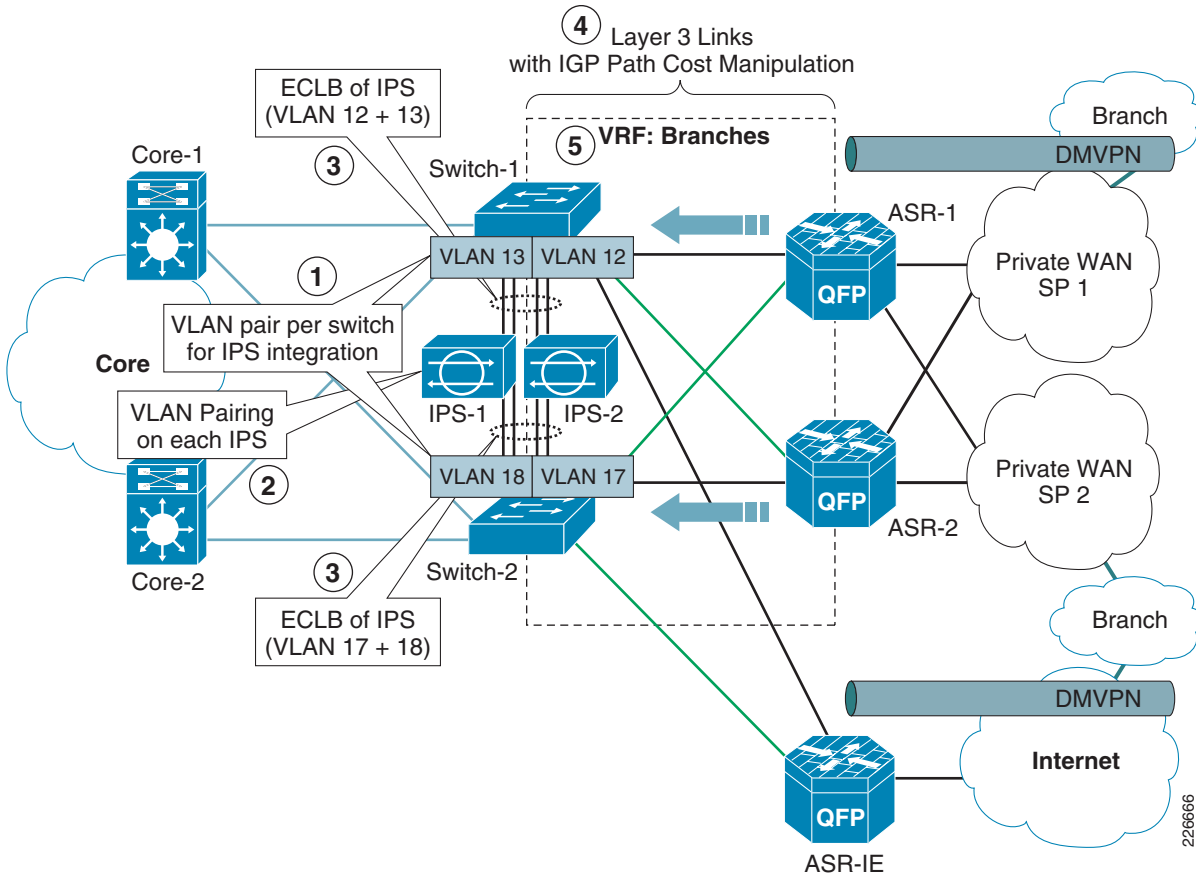 4
Layer 3 Links
with IGP Path Cost Manipulation
ECLB of IPS
(VLAN 12 + 13)
3
5
VRF: Branches
Branch
DMVPN
Core-1
Switch-1
ASR-1
QFP
Private WAN
SP 1
VLAN 13
VLAN 12
1
VLAN pair per switch
for IPS integration
Core
IPS-1
IPS-2
VLAN Pairing
on each IPS
2
VLAN 18
VLAN 17
QFP
ASR-2
Private WAN
SP 2
Core-2
Switch-2
3
ECLB of IPS
(VLAN 17 + 18)
Branch
DMVPN
Internet
QFP
ASR-IE
226666